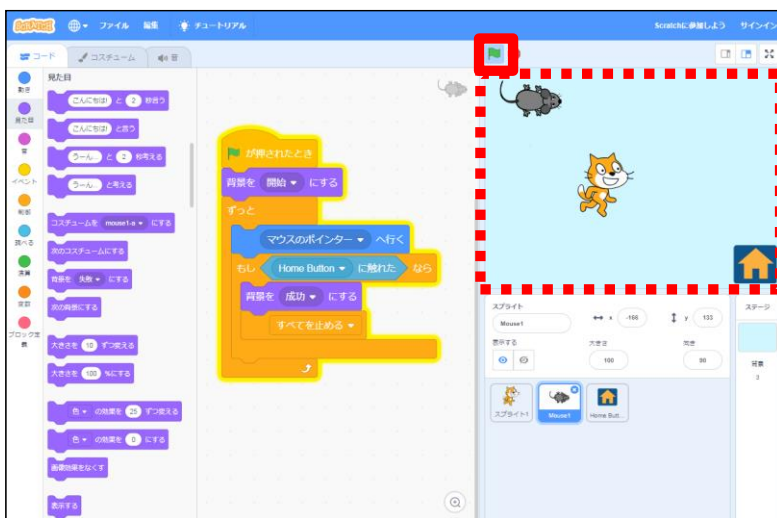 SCRATCH ファイル 編集 チュートリアル Scratchに参加しよう サインイン
コード コスチューム 音
動き
見た目
音
イベント
制御
調べる
演算
変数
ブロック定義
見た目
こんにちは! と 2 秒言う
こんにちは! と言う
うーん... と 2 秒考える
うーん... と考える
コスチュームを mouse1-a にする
次のコスチュームにする
背景を 失敗 にする
次の背景にする
大きさを 10 ずつ変える
大きさを 100 %にする
色 の効果を 25 ずつ変える
色 の効果を 0 にする
画像効果をなくす
表示する
が押されたとき
背景を 開始 にする
ずっと
マウスのポインター へ行く
もし Home Button に触れた なら
背景を 成功 にする
すべてを止める
スプライト
Mouse1 x -166 y 133
表示する 大きさ 向き
100 90
スプライト1 Mouse1 Home Butt...
ステージ
背景
3